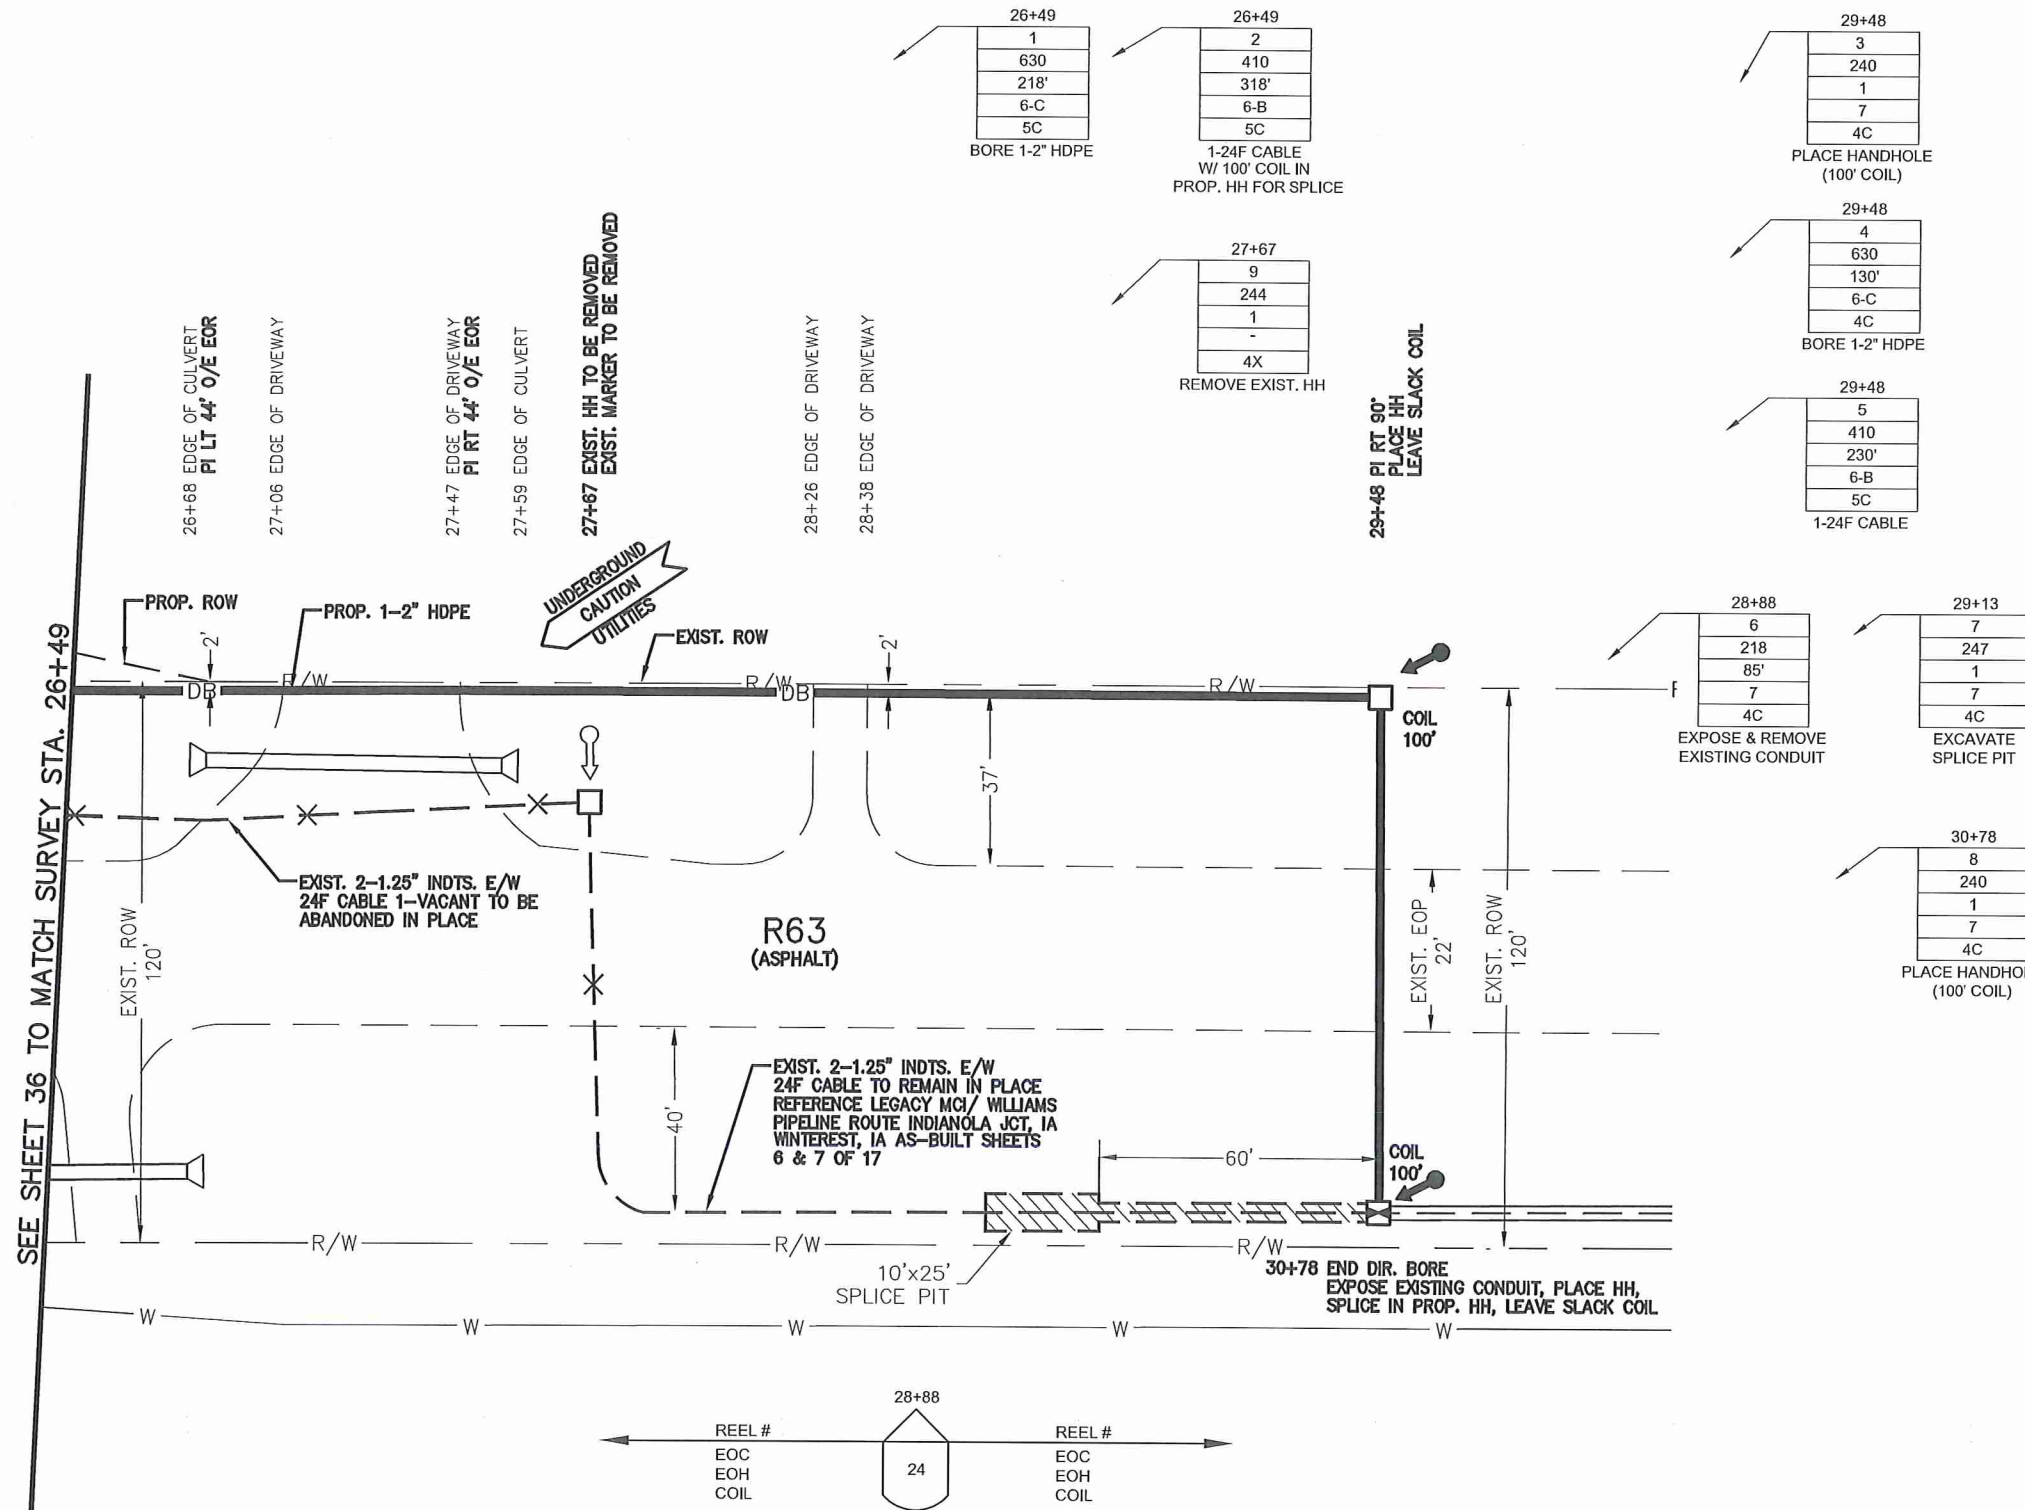 26+49
1
630
218'
6-C
5C
BORE 1-2" HDPE
26+49
2
410
318'
6-B
5C
1-24F CABLE
W/ 100' COIL IN
PROP. HH FOR SPLICE
29+48
3
240
1
7
4C
PLACE HANDHOLE
(100' COIL)
27+67
9
244
1
-
4X
REMOVE EXIST. HH
29+48
4
630
130'
6-C
4C
BORE 1-2" HDPE
29+48
5
410
230'
6-B
5C
1-24F CABLE
28+88
6
218
85'
7
4C
EXPOSE & REMOVE
EXISTING CONDUIT
29+13
7
247
1
7
4C
EXCAVATE
SPLICE PIT
30+78
8
240
1
7
4C
PLACE HANDHOL
(100' COIL)
26+68 EDGE OF CULVERT
PI LT 44' O/E EOR
27+06 EDGE OF DRIVEWAY
27+47 EDGE OF DRIVEWAY
PI RT 44' O/E EOR
27+59 EDGE OF CULVERT
27+67 EXIST. HH TO BE REMOVED
EXIST. MARKER TO BE REMOVED
28+26 EDGE OF DRIVEWAY
28+38 EDGE OF DRIVEWAY
29+48 PI RT 90°
PLACE HH
LEAVE SLACK COIL
UNDERGROUND
CAUTION
UTILITIES
SEE SHEET 36 TO MATCH SURVEY STA. 26+49
PROP. ROW
2'
PROP. 1-2" HDPE
EXIST. ROW
2'
DB
R/W
R/W
DB
R/W
COIL
100'
37'
EXIST. 2-1.25" INDTS. E/W
24F CABLE 1-VACANT TO BE
ABANDONED IN PLACE
EXIST. ROW
120'
R63
(ASPHALT)
EXIST. EOP
22'
EXIST. ROW
120'
40'
EXIST. 2-1.25" INDTS. E/W
24F CABLE TO REMAIN IN PLACE
REFERENCE LEGACY MCI/ WILLIAMS
PIPELINE ROUTE INDIANOLA JCT, IA
WINTEREST, IA AS-BUILT SHEETS
6 & 7 OF 17
60'
COIL
100'
R/W
R/W
R/W
10'x25'
SPLICE PIT
30+78 END DIR. BORE
EXPOSE EXISTING CONDUIT, PLACE HH,
SPLICE IN PROP. HH, LEAVE SLACK COIL
W
W
W
W
W
28+88
REEL #
EOC
EOH
COIL
24
REEL #
EOC
EOH
COIL